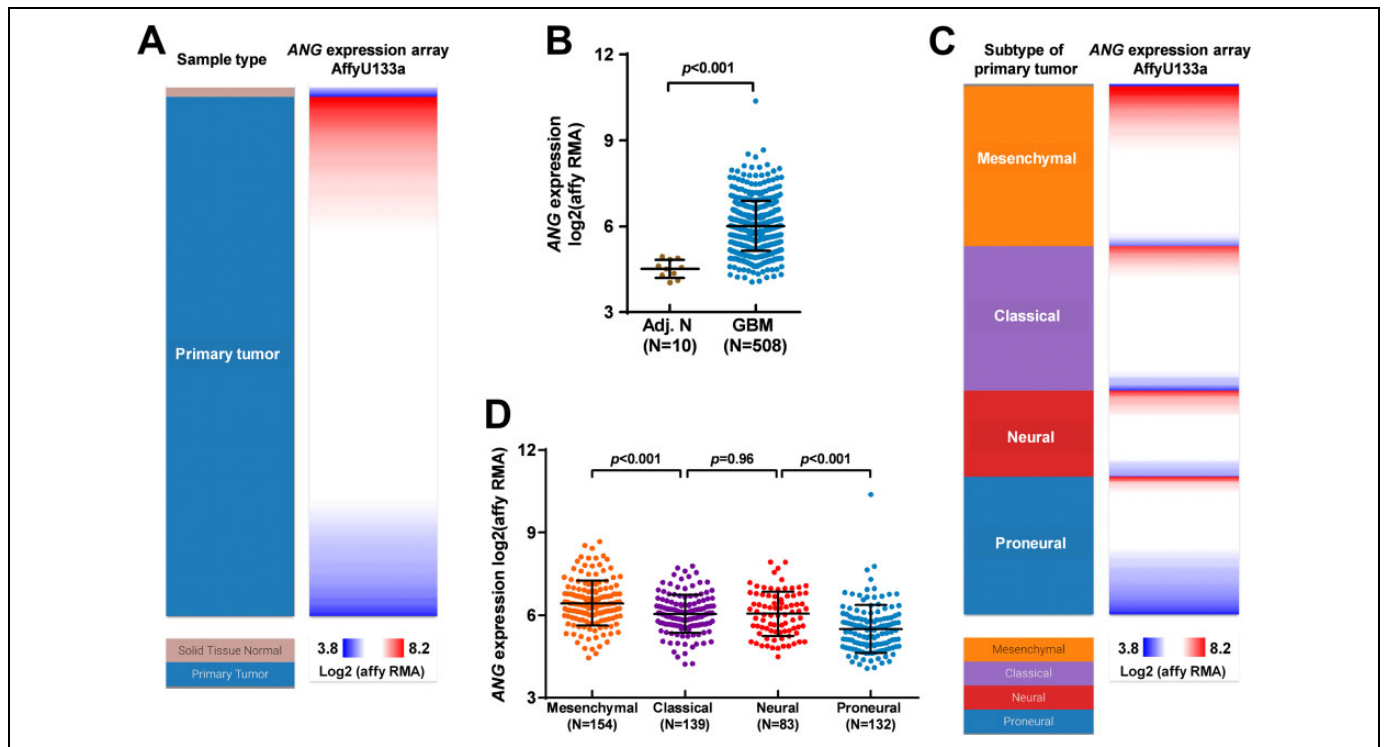 A
Sample type
ANG expression array
AffyU133a
Primary tumor
Solid Tissue Normal
Primary Tumor
3.8
8.2
Log2 (affy RMA)
B
ANG expression
log2(affy RMA)
12
9
6
3
p<0.001
Adj. N
(N=10)
GBM
(N=508)
C
Subtype of
primary tumor
ANG expression array
AffyU133a
Mesenchymal
Classical
Neural
Proneural
Mesenchymal
Classical
Neural
Proneural
3.8
8.2
Log2 (affy RMA)
D
ANG expression log2(affy RMA)
12
9
6
3
p<0.001
p=0.96
p<0.001
Mesenchymal
(N=154)
Classical
(N=139)
Neural
(N=83)
Proneural
(N=132)